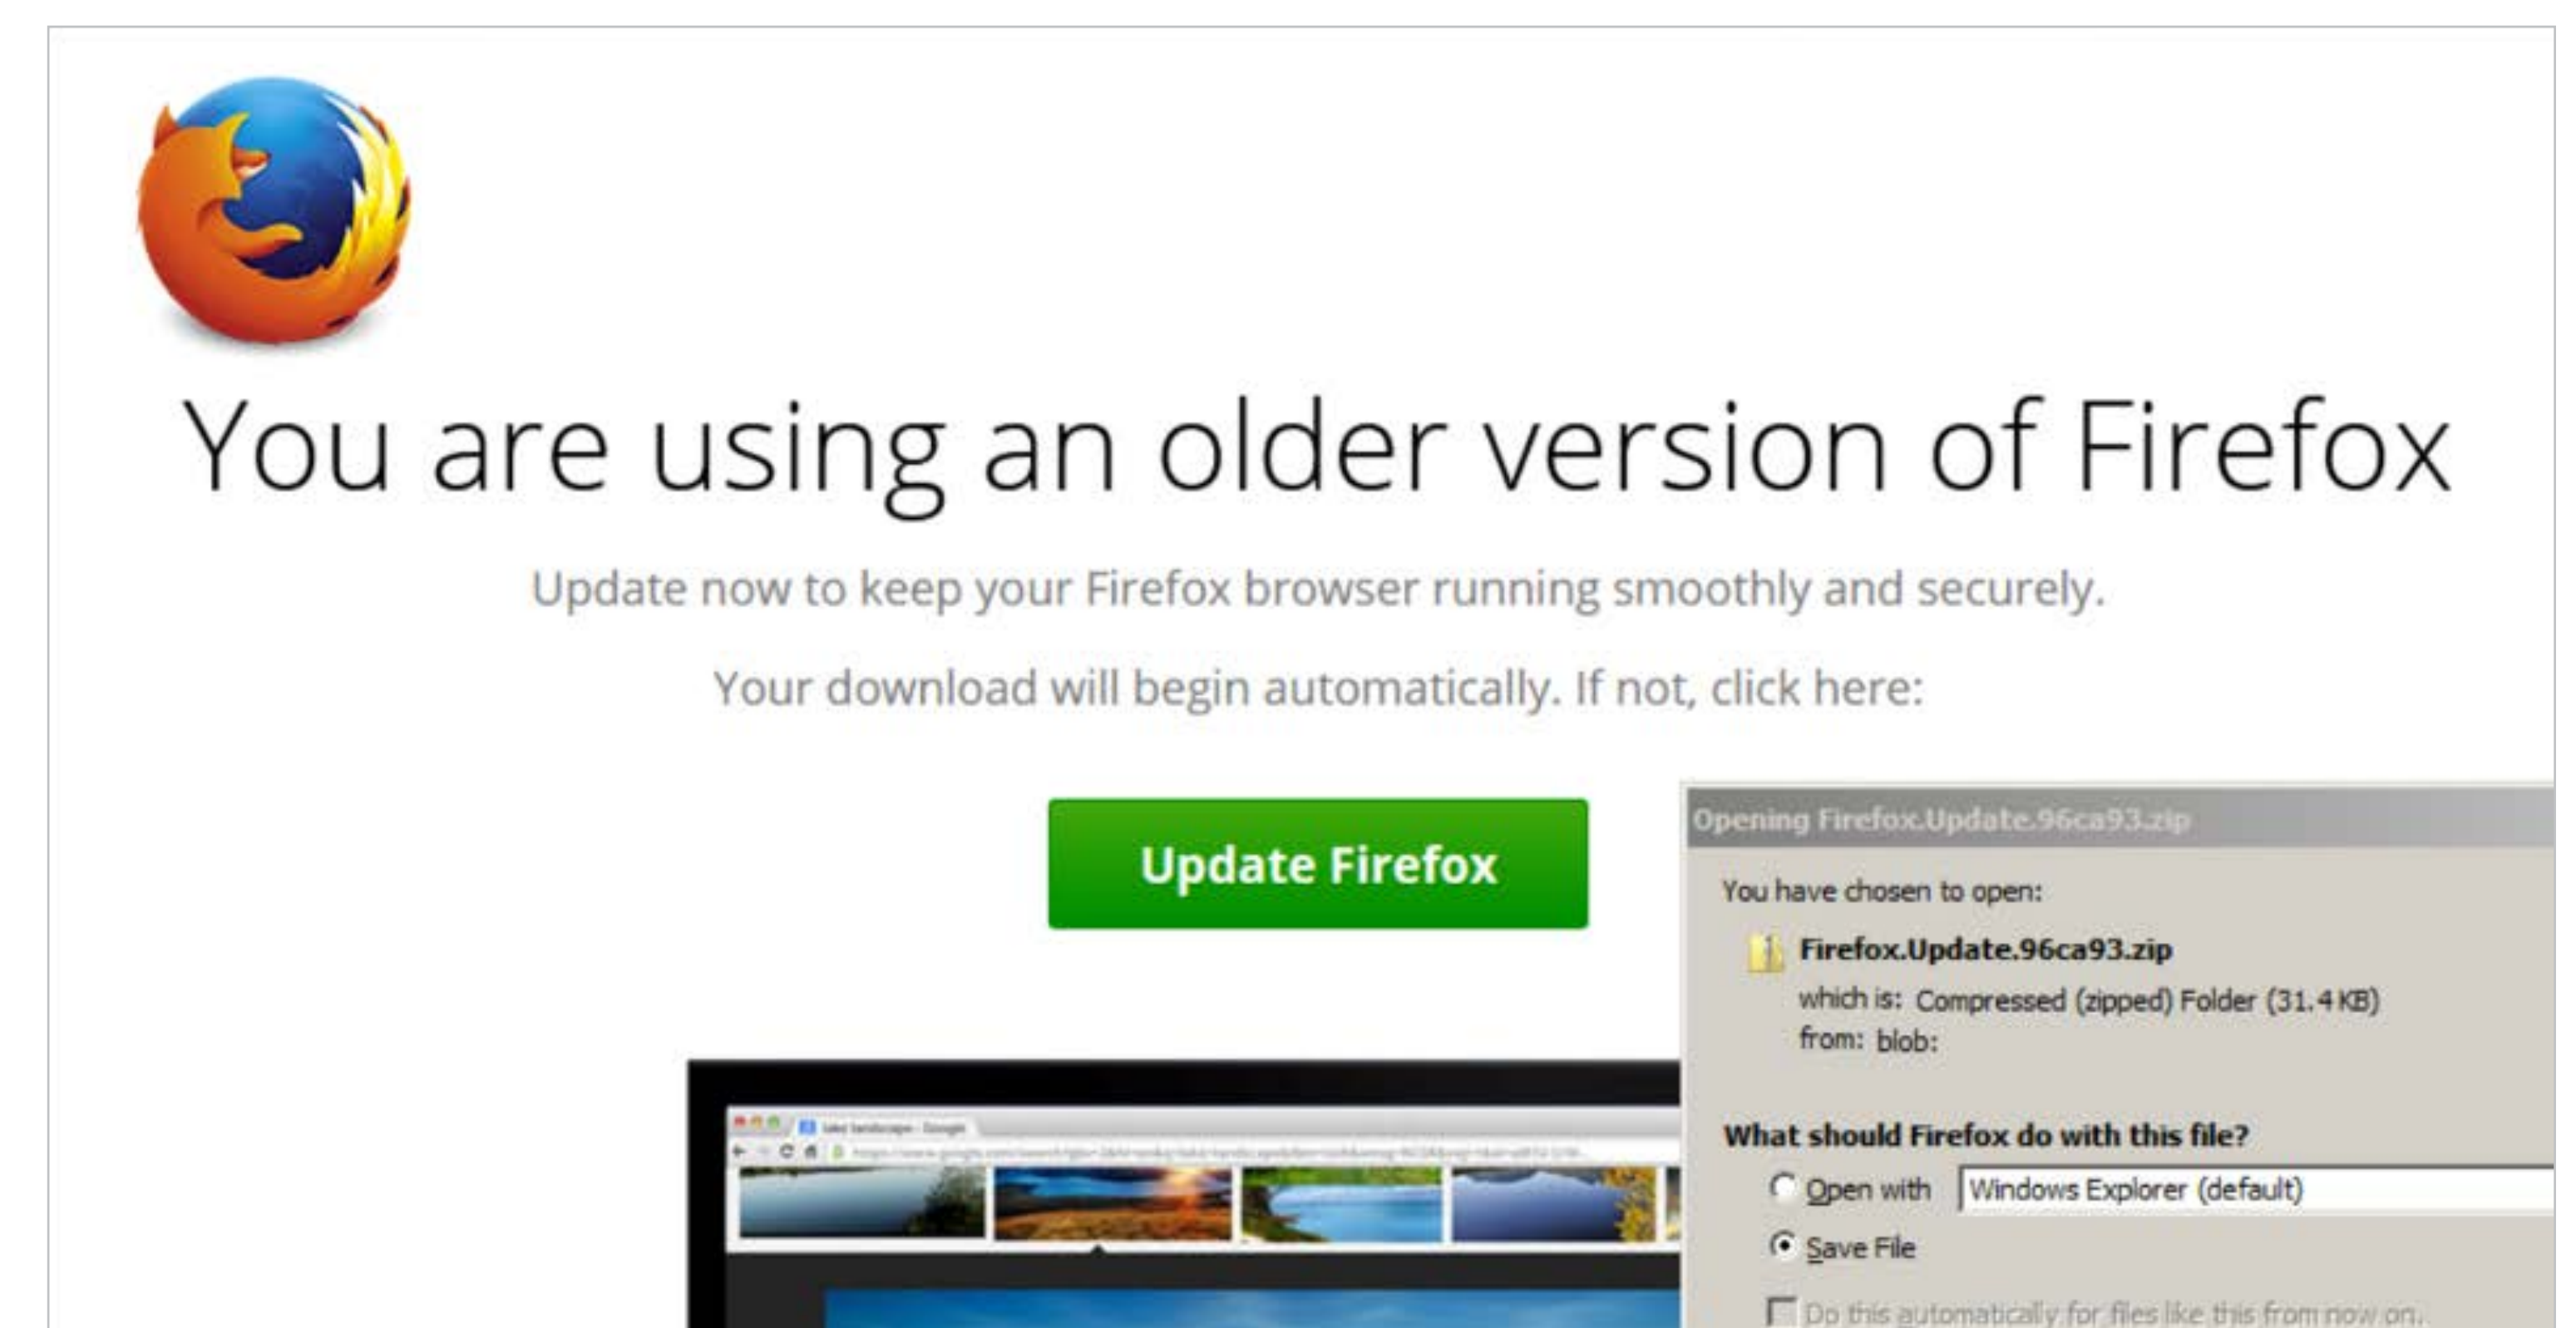 You are using an older version of Firefox
Update now to keep your Firefox browser running smoothly and securely.
Your download will begin automatically. If not, click here:
Update Firefox
Opening Firefox.Update.96ca93.zip
You have chosen to open:
Firefox.Update.96ca93.zip
which is: Compressed (zipped) Folder (31.4 KB)
from: blob:
What should Firefox do with this file?
Open with Windows Explorer (default)
Save File
Do this automatically for files like this from now on.
lake landscape - Google